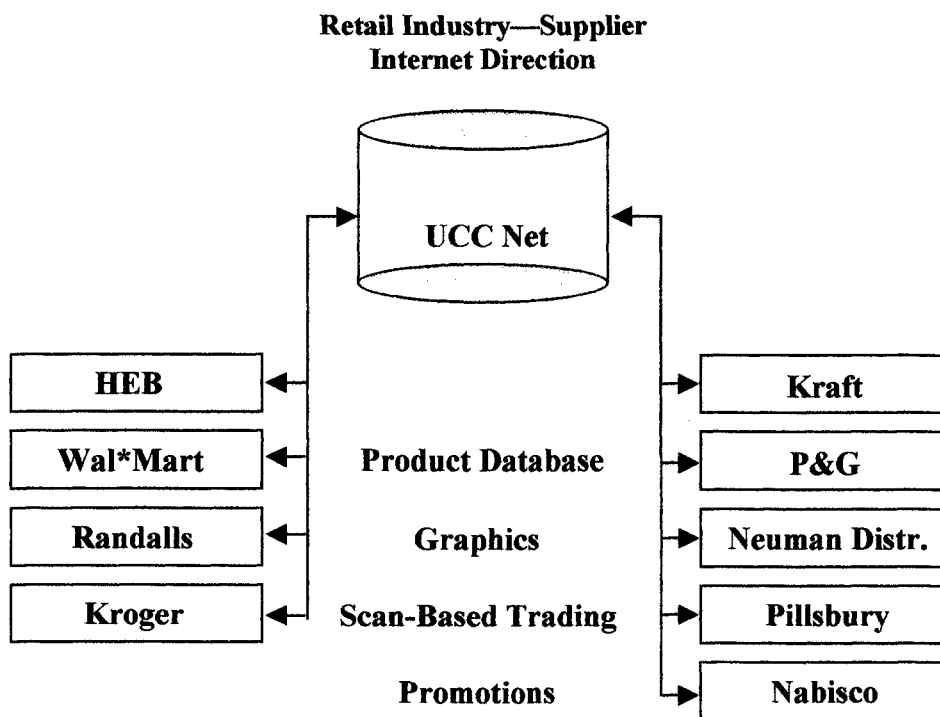 Retail Industry—Supplier
Internet Direction
UCC Net
HEB
Kraft
Wal*Mart
Product Database
P&G
Randalls
Graphics
Neuman Distr.
Kroger
Scan-Based Trading
Pillsbury
Promotions
Nabisco